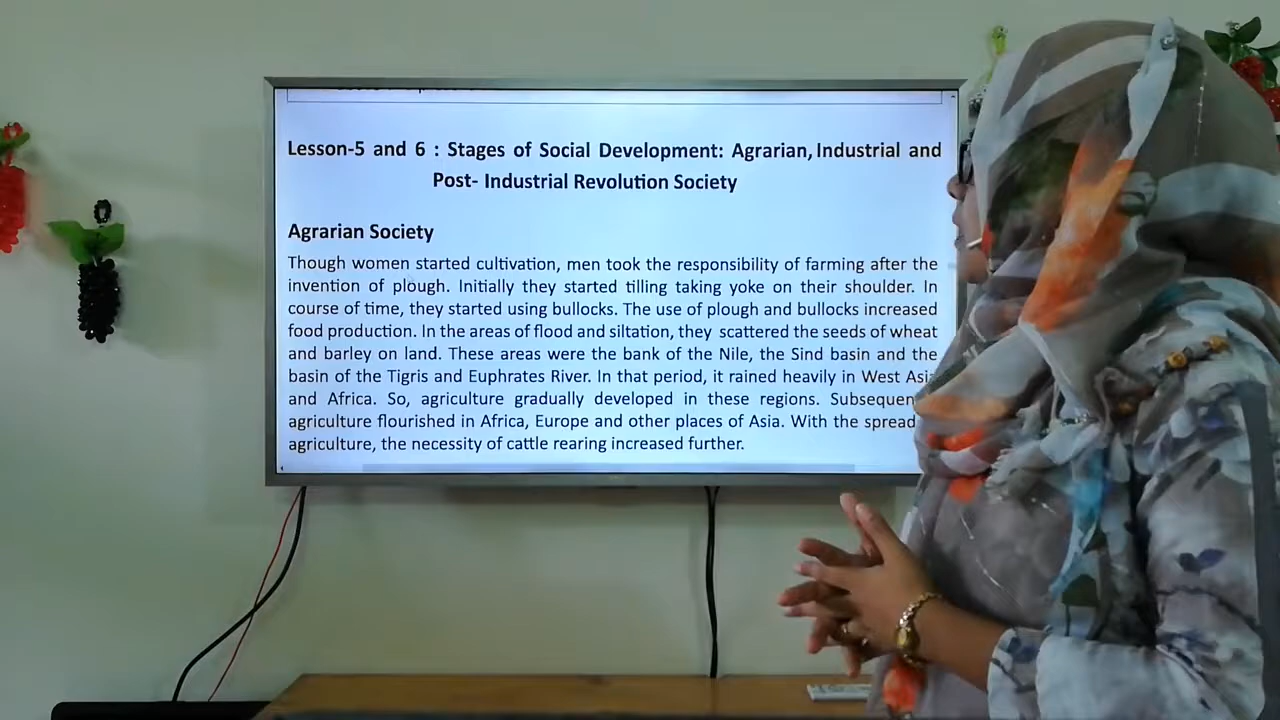 Lesson-5 and 6 : Stages of Social Development: Agrarian, Industrial and
Post- Industrial Revolution Society
Agrarian Society
Though women started cultivation, men took the responsibility of farming after the
invention of plough. Initially they started tilling taking yoke on their shoulder. In
course of time, they started using bullocks. The use of plough and bullocks increased
food production. In the areas of flood and siltation, they scattered the seeds of wheat
and barley on land. These areas were the bank of the Nile, the Sind basin and the
basin of the Tigris and Euphrates River. In that period, it rained heavily in West Asia
and Africa. So, agriculture gradually developed in these regions.
agriculture flourished in Africa, Europe and other places of Asia. With the spread
agriculture, the necessity of cattle rearing increased further.